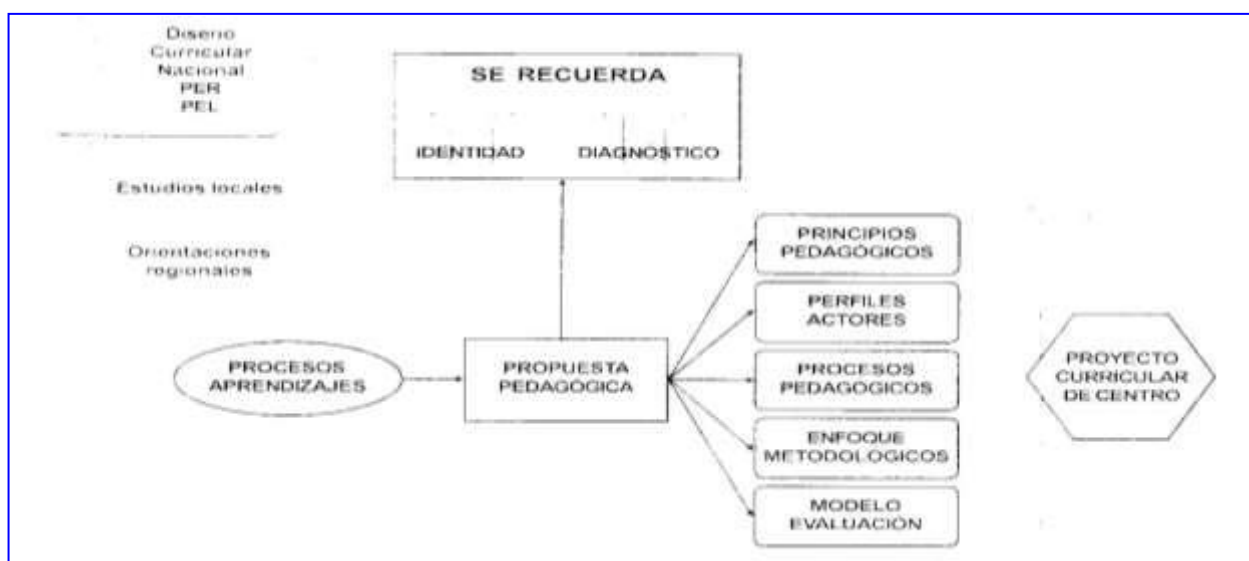 Diseño
Curricular
Nacional
PER
PEL
Estudios locales
Orientaciones
regionales
SE RECUERDA
IDENTIDAD
DIAGNOSTICO
PROCESOS
APRENDIZAJES
PROPUESTA
PEDAGÓGICA
PRINCIPIOS
PEDAGÓGICOS
PERFILES
ACTORES
PROCESOS
PEDAGOGICOS
ENFOQUE
METODOLOGICOS
MODELO
EVALUACIÓN
PROYECTO
CURRICULAR
DE CENTRO